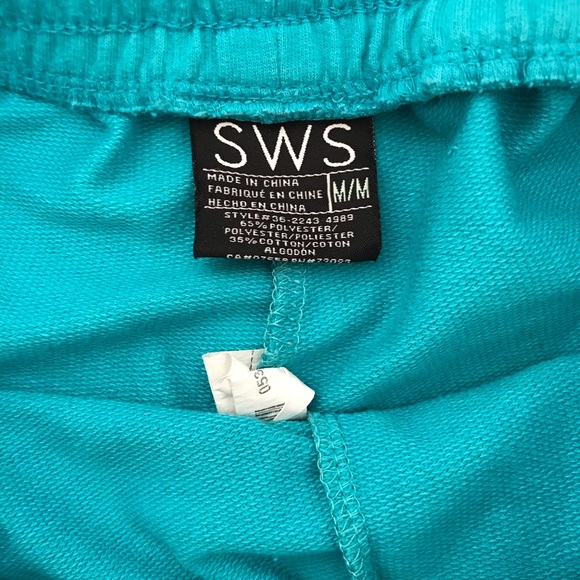 SWS
MADE IN CHINA
FABRIQUÉ EN CHINE
HECHO EN CHINA
M/M
STYLE# 36-2243 4989
65% POLYESTER/
POLYESTER/POLIESTER
35% COTTON/COTON
ALGODÓN
053